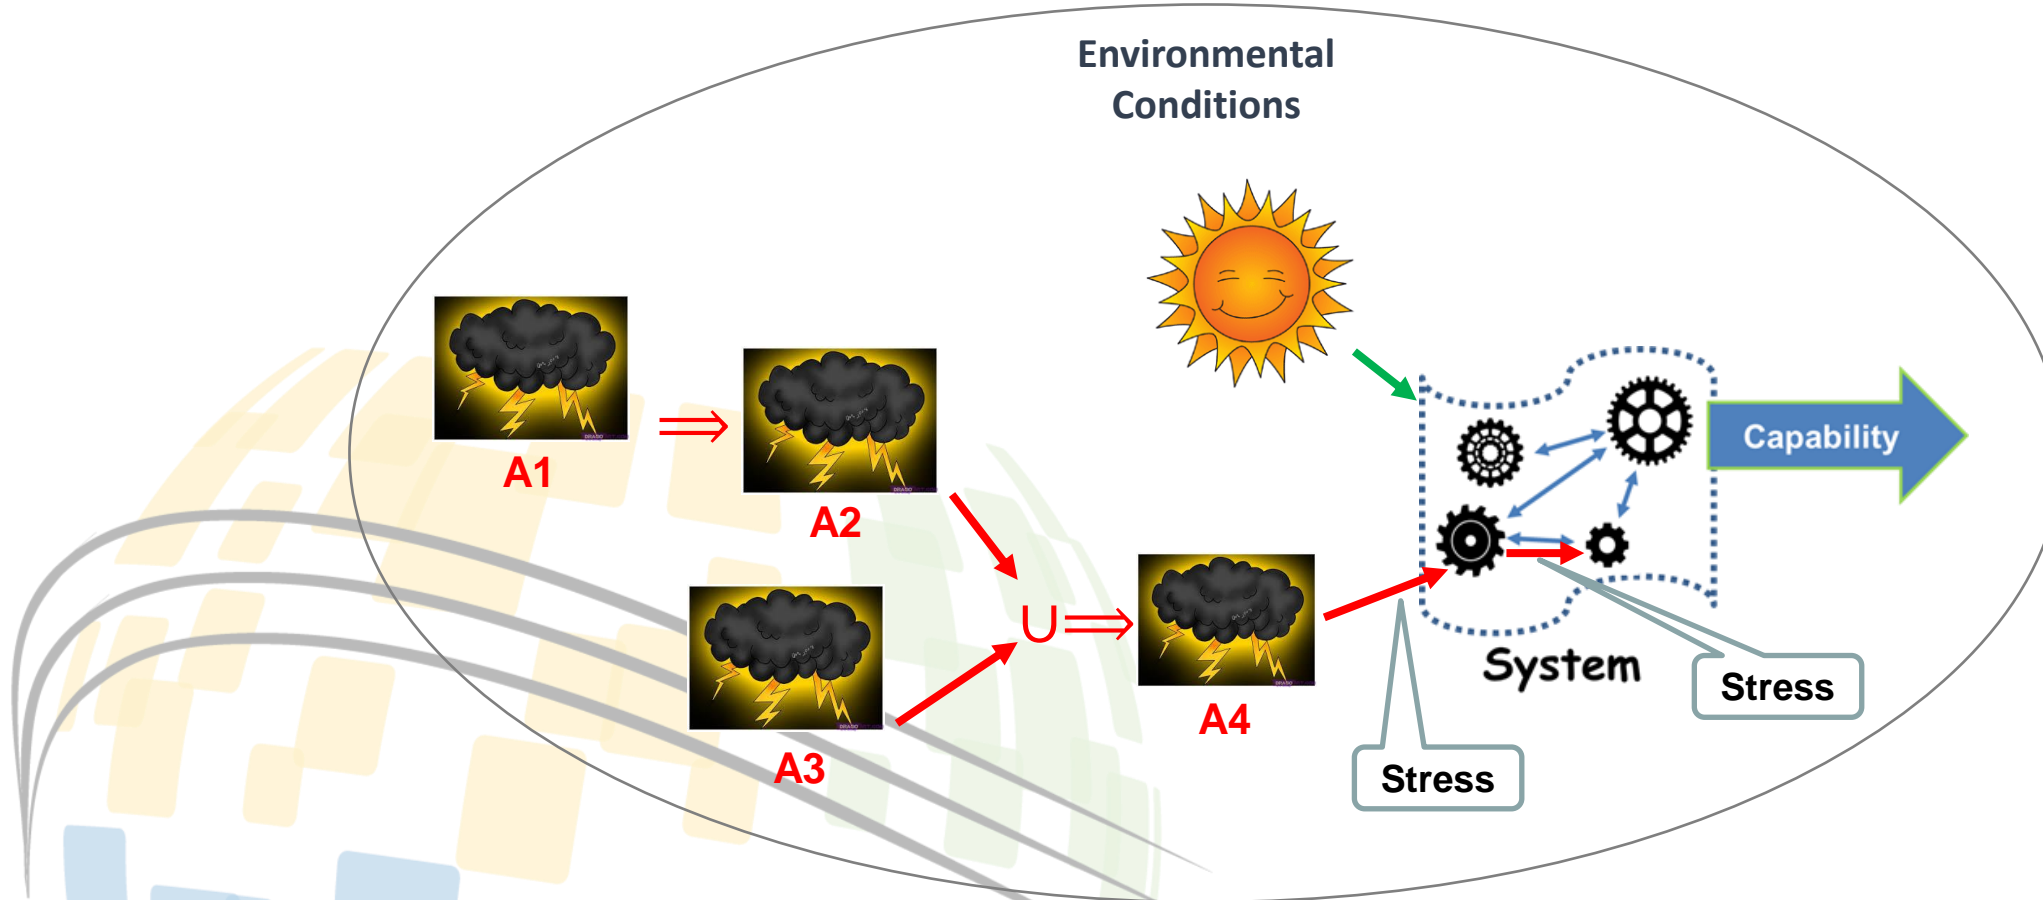 Environmental
Conditions
A1
A2
A3
∪
A4
Capability
System
Stress
Stress